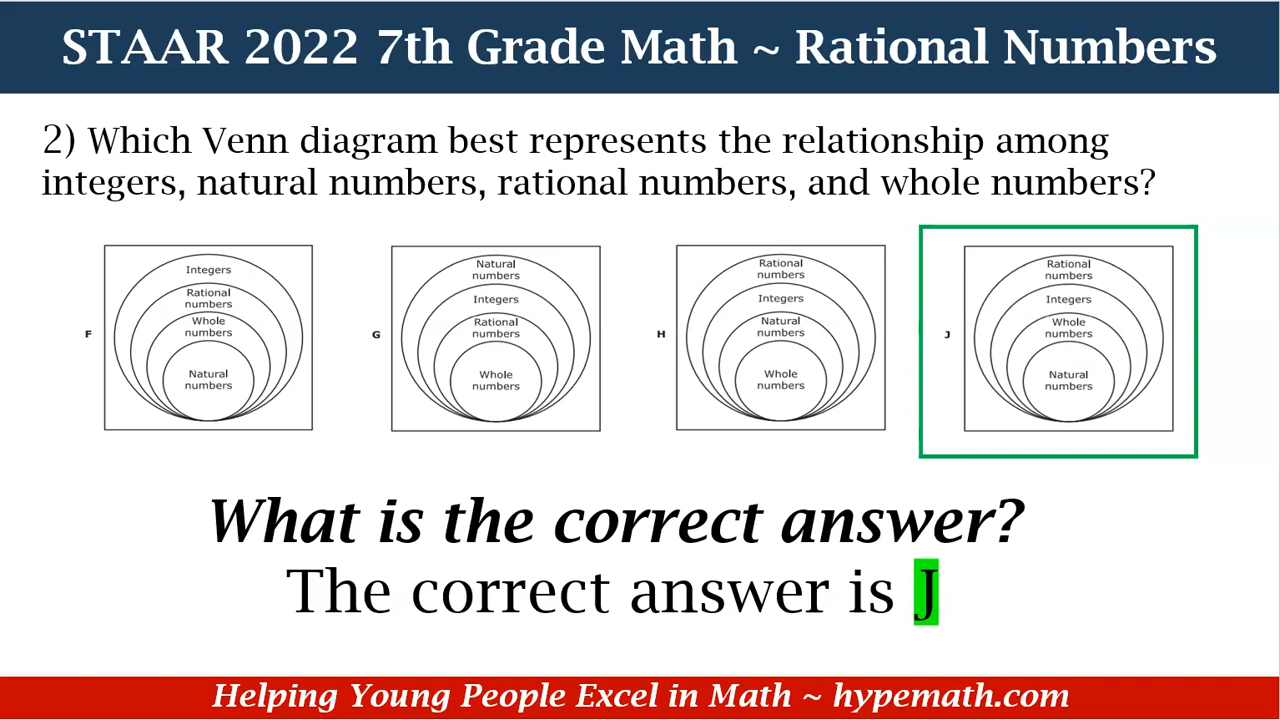 STAAR 2022 7th Grade Math ~ Rational Numbers
2) Which Venn diagram best represents the relationship among
integers, natural numbers, rational numbers, and whole numbers?
F
Integers
Rational
numbers
Whole
numbers
Natural
numbers
G
Natural
numbers
Integers
Rational
numbers
Whole
numbers
H
Rational
numbers
Integers
Natural
numbers
Whole
numbers
J
Rational
numbers
Integers
Whole
numbers
Natural
numbers
What is the correct answer?
The correct answer is J
Helping Young People Excel in Math ~ hypemath.com